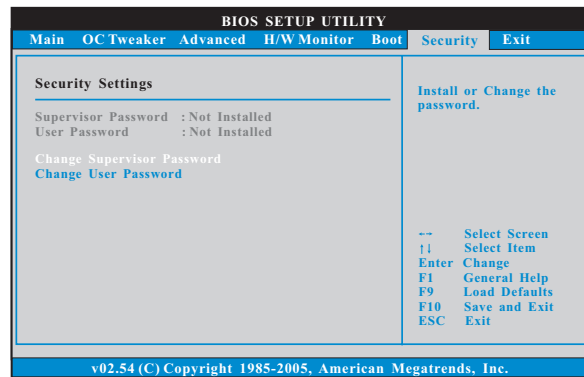 BIOS SETUP UTILITY
Main OC Tweaker Advanced H/W Monitor Boot Security Exit
Security Settings
Supervisor Password : Not Installed
User Password : Not Installed
Change Supervisor Password
Change User Password
Install or Change the
password.
←→ Select Screen
↑↓ Select Item
Enter Change
F1 General Help
F9 Load Defaults
F10 Save and Exit
ESC Exit
v02.54 (C) Copyright 1985-2005, American Megatrends, Inc.